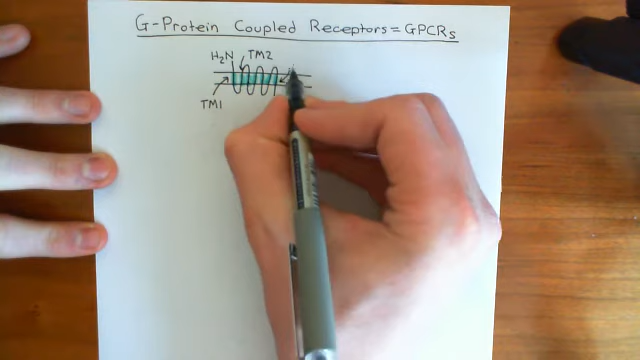 G-Protein Coupled Receptors = GPCRs
H₂N TM2
TM1